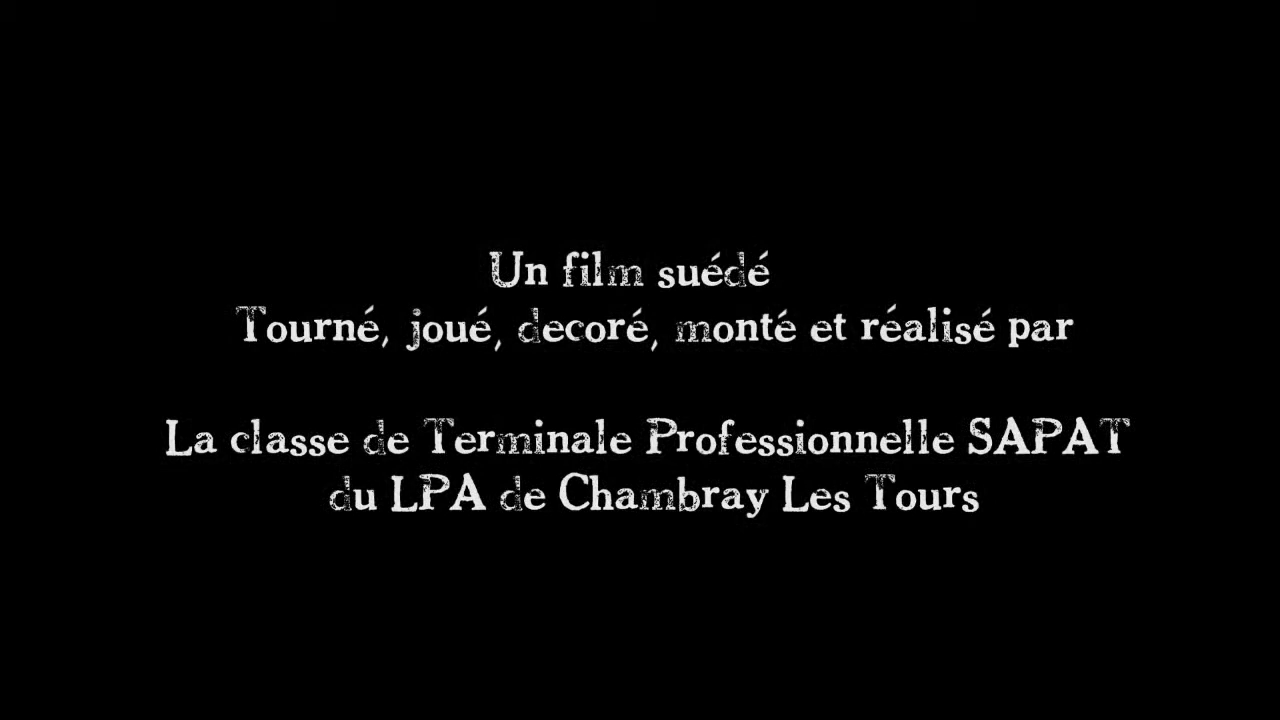 Un film suédé
Tourné, joué, decoré, monté et réalisé par
La classe de Terminale Professionnelle SAPAT
du LPA de Chambray Les Tours